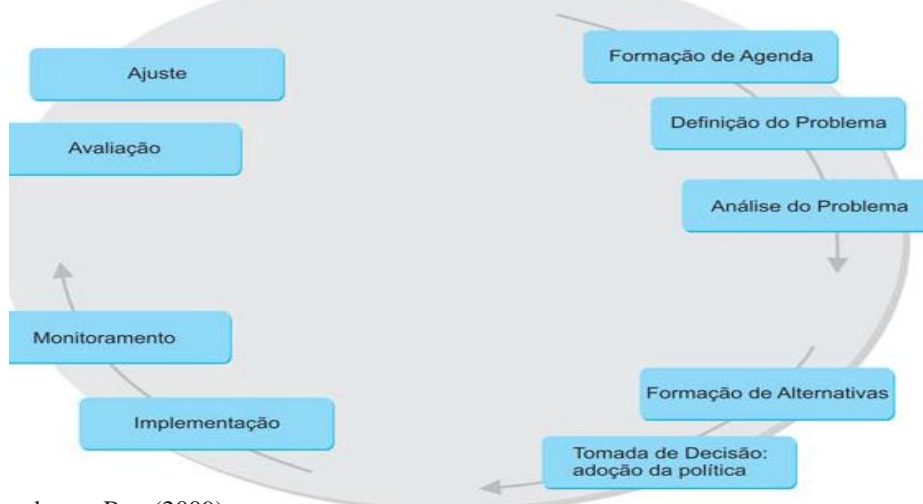 Formação de Agenda
Definição do Problema
Análise do Problema
Formação de Alternativas
Tomada de Decisão:
adoção da política
Implementação
Monitoramento
Avaliação
Ajuste
(2009)